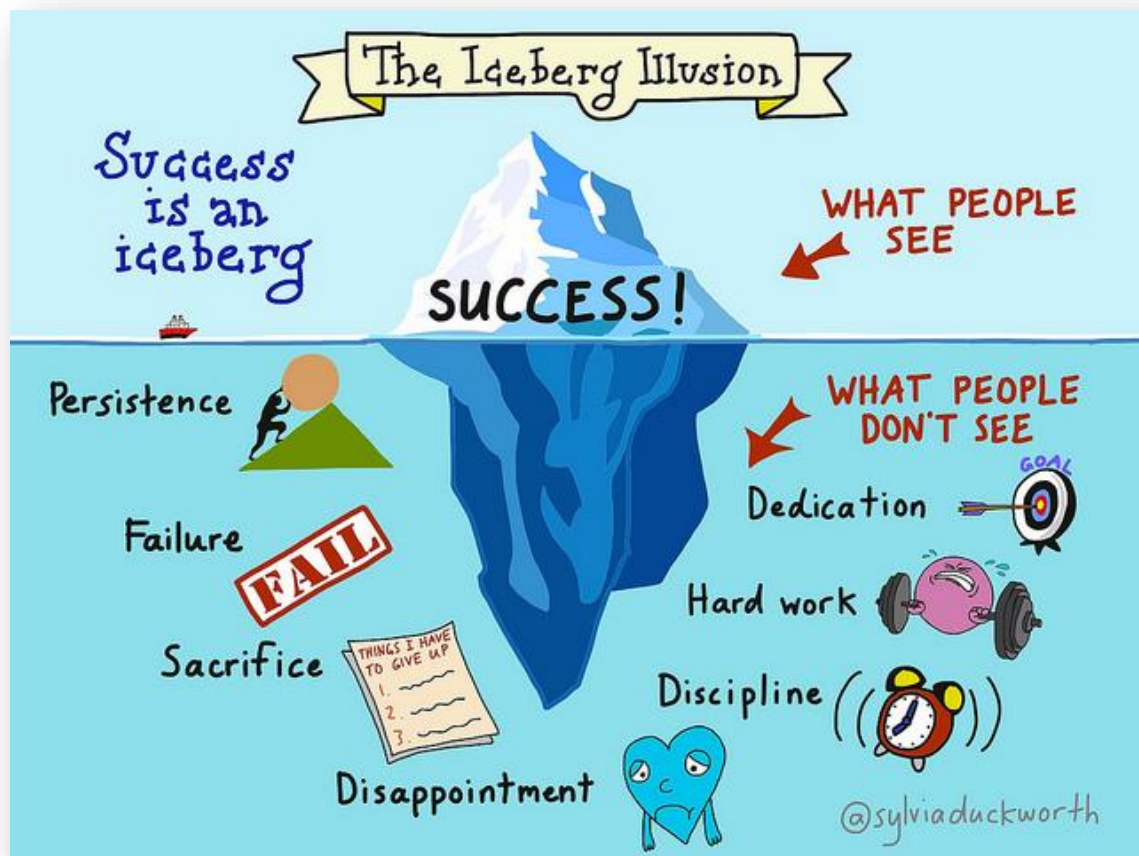 The Iceberg Illusion
Success
is an
iceberg
WHAT PEOPLE
SEE
SUCCESS!
Persistence
WHAT PEOPLE
DON'T SEE
GOAL
Dedication
Failure
FAIL
Hard work
Sacrifice
THINGS I HAVE
TO GIVE UP
1.
2.
3.
Discipline
Disappointment
@sylviaduckworth